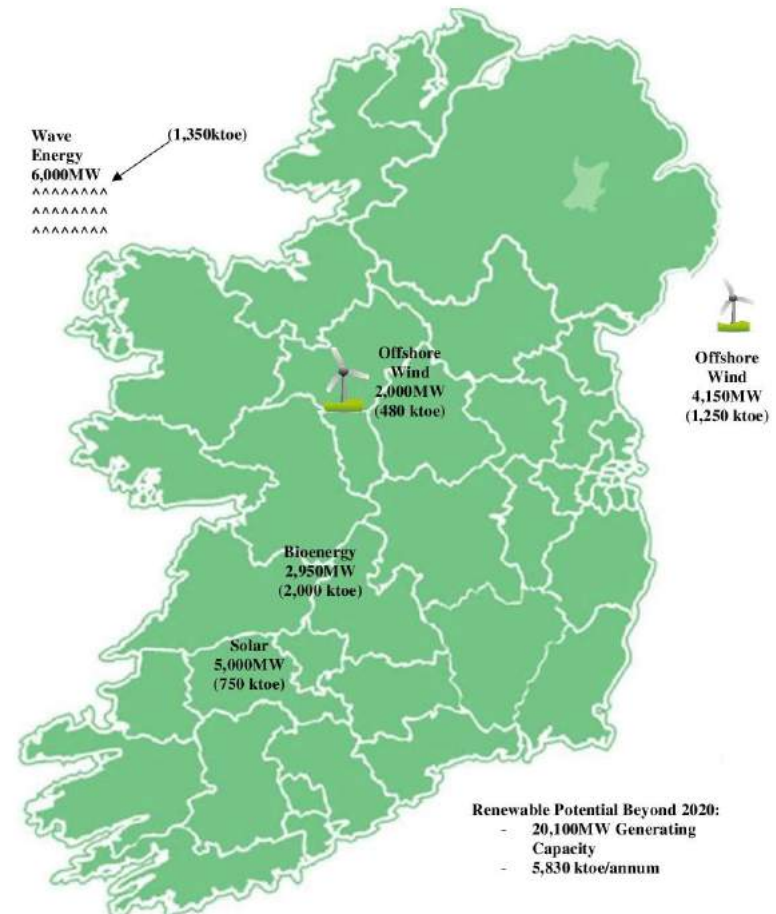 Wave
Energy
6,000MW
^^^^^^^^
^^^^^^^^
^^^^^^^^
(1,350ktoe)
Offshore
Wind
2,000MW
(480 ktoe)
Offshore
Wind
4,150MW
(1,250 ktoe)
Bioenergy
2,950MW
(2,000 ktoe)
Solar
5,000MW
(750 ktoe)
Renewable Potential Beyond 2020:
- 20,100MW Generating
Capacity
- 5,830 ktoe/annum